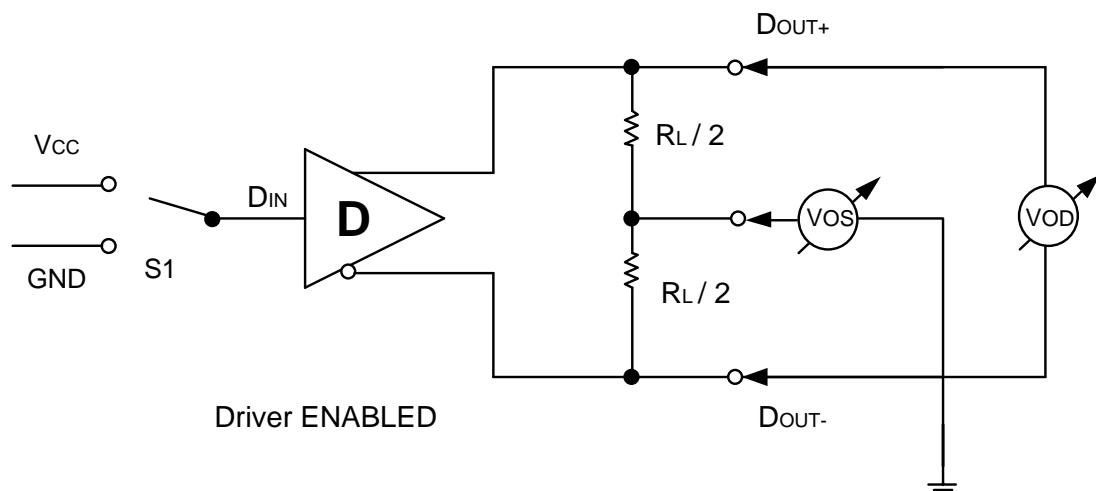 DOUT+
VCC
RL / 2
DIN
D
VOS
VOD
GND
S1
RL / 2
Driver ENABLED
DOUT-